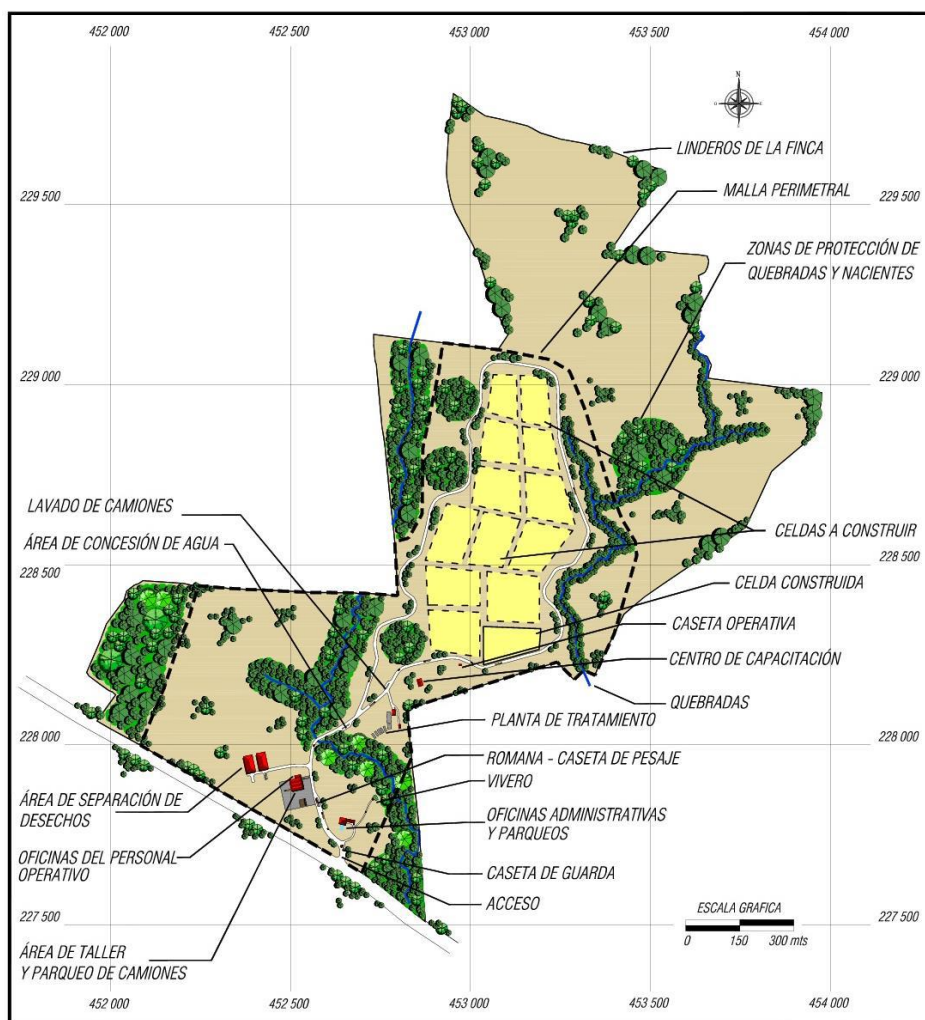 452 000
452 500
453 000
453 500
454 000
N
LINDEROS DE LA FINCA
MALLA PERIMETRAL
229 500
229 500
ZONAS DE PROTECCIÓN DE
QUEBRADAS Y NACIENTES
229 000
229 000
LAVADO DE CAMIONES
ÁREA DE CONCESIÓN DE AGUA
CELDAS A CONSTRUIR
228 500
228 500
CELDA CONSTRUIDA
CASETA OPERATIVA
CENTRO DE CAPACITACIÓN
QUEBRADAS
PLANTA DE TRATAMIENTO
228 000
228 000
ROMANA - CASETA DE PESAJE
VIVERO
ÁREA DE SEPARACIÓN DE
DESECHOS
OFICINAS ADMINISTRATIVAS
Y PARQUEOS
OFICINAS DEL PERSONAL
OPERATIVO
CASETA DE GUARDA
ACCESO
ESCALA GRAFICA
227 500
227 500
0 150 300 mts
ÁREA DE TALLER
Y PARQUEO DE CAMIONES
452 000
452 500
453 000
453 500
454 000